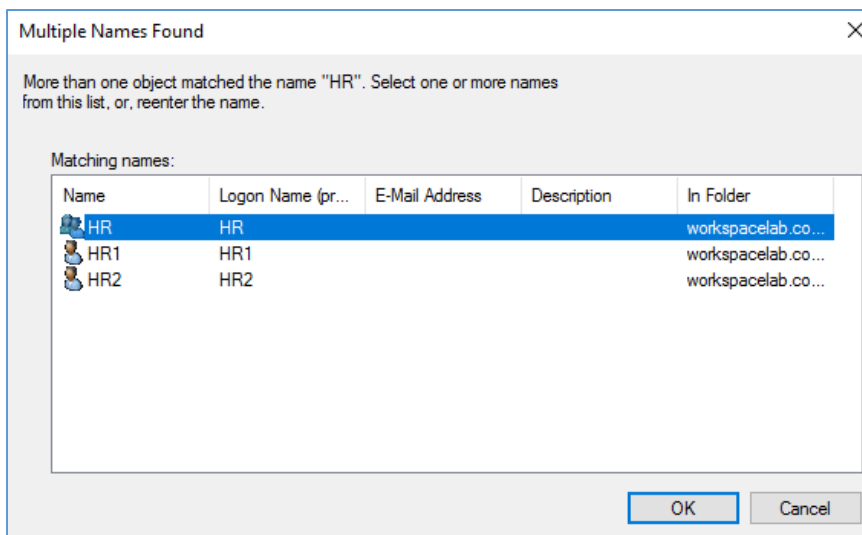 Multiple Names Found
More than one object matched the name "HR". Select one or more names
from this list, or, reenter the name.
Matching names:
Name Logon Name (pr... E-Mail Address Description In Folder
HR HR workspacelab.co...
HR1 HR1 workspacelab.co...
HR2 HR2 workspacelab.co...
OK Cancel